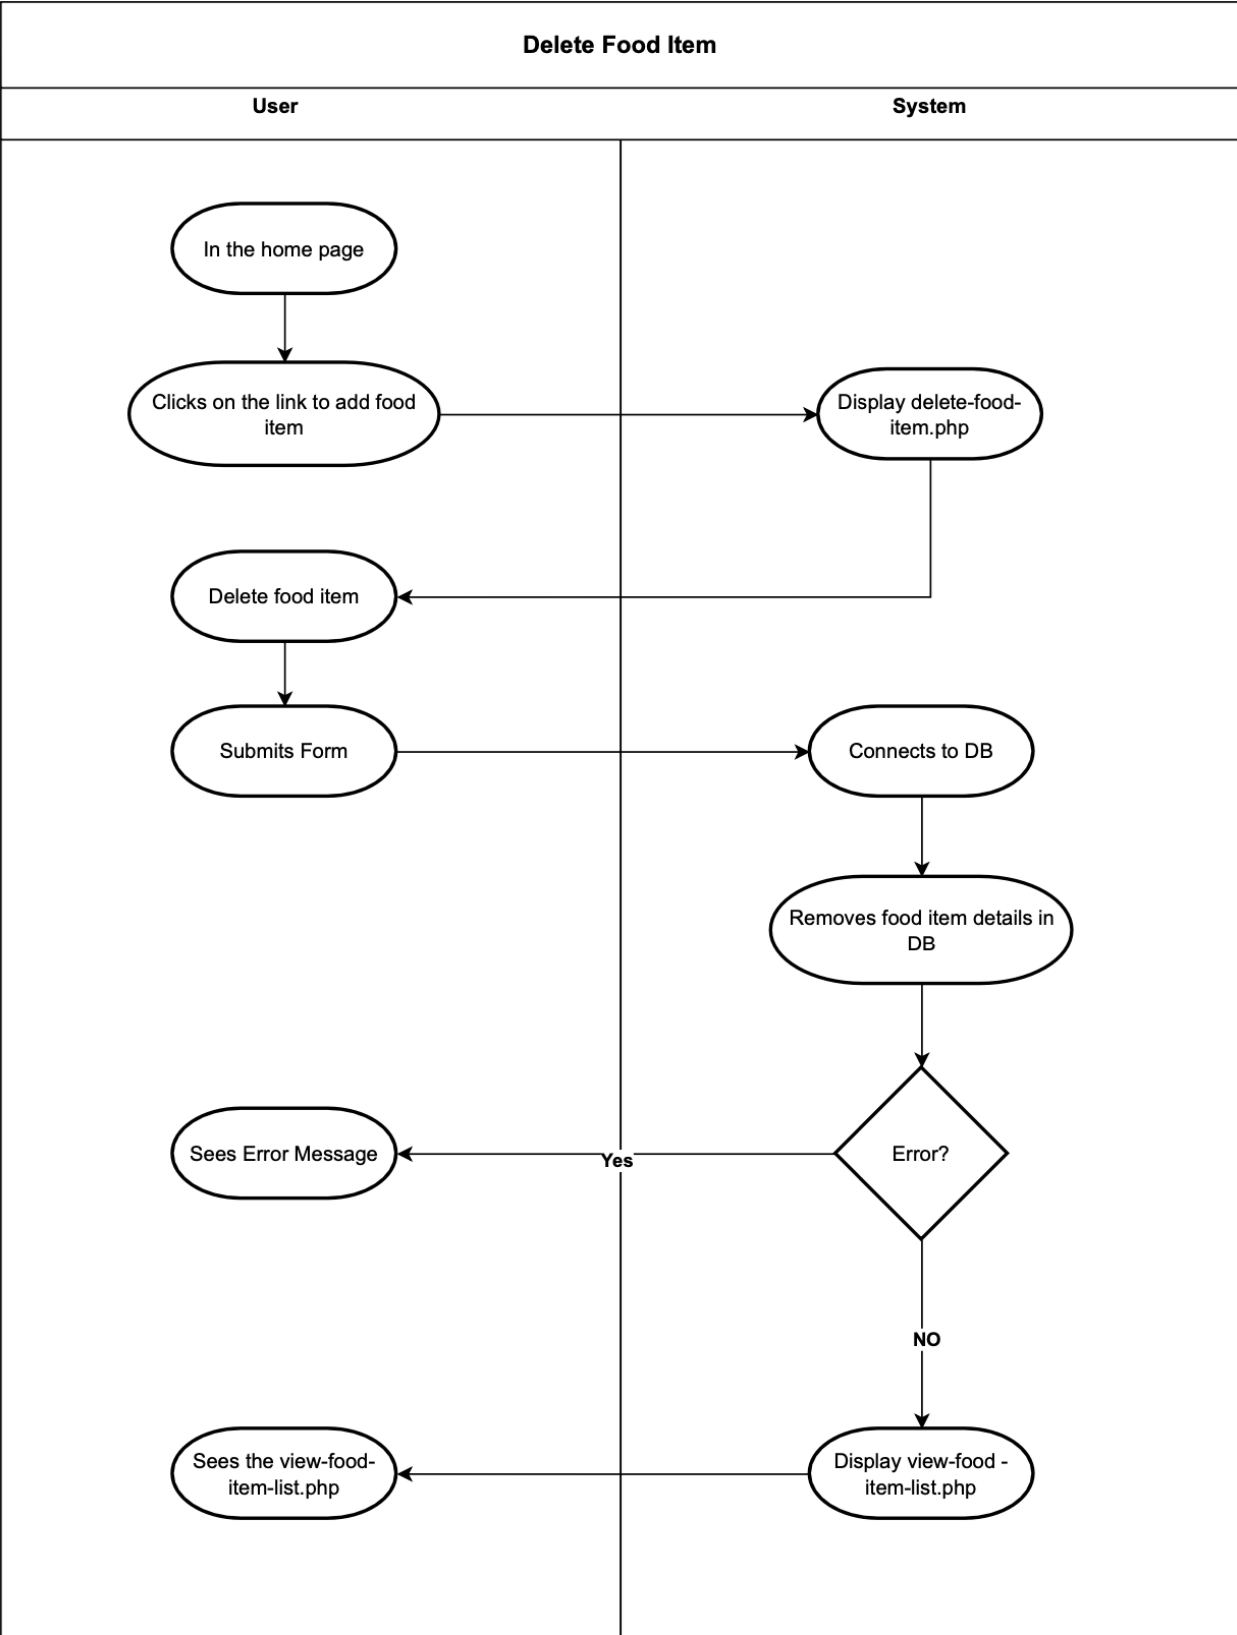 Delete Food Item
User
System
In the home page
Clicks on the link to add food
item
Display delete-food-
item.php
Delete food item
Submits Form
Connects to DB
Removes food item details in
DB
Sees Error Message
Yes
Error?
NO
Sees the view-food-
item-list.php
Display view-food -
item-list.php